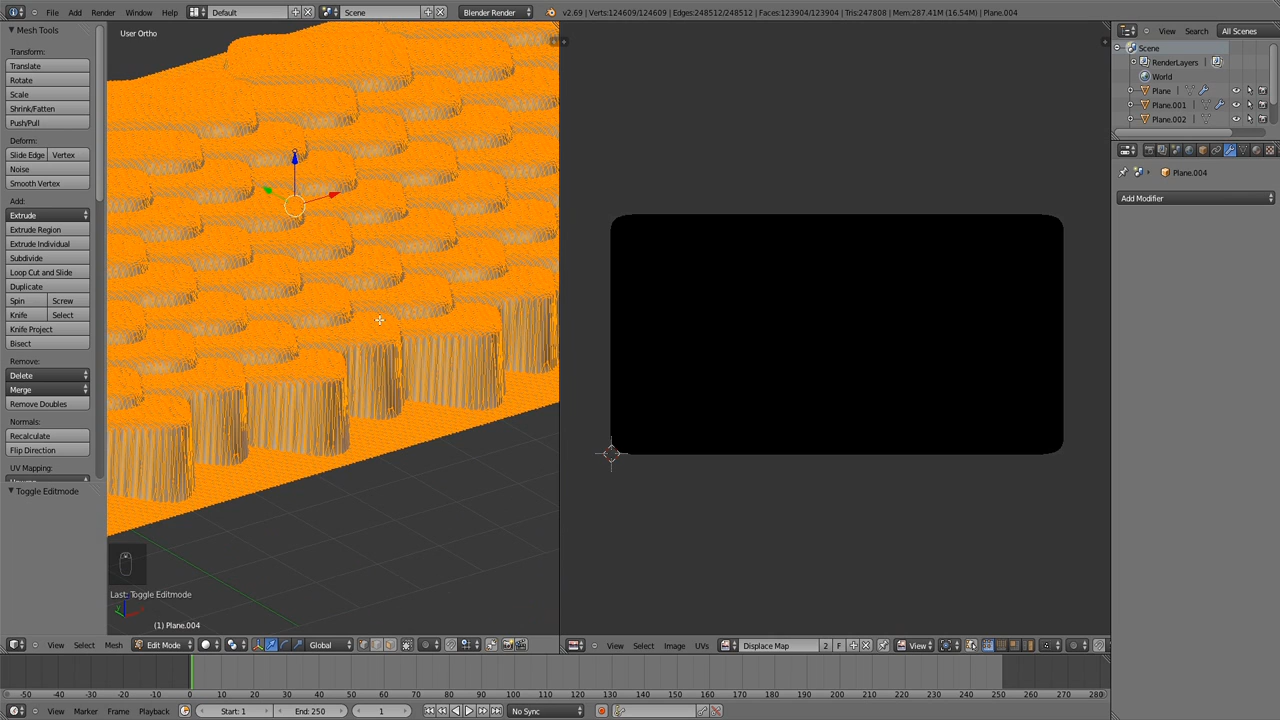 File Add Render Window Help Default Scene Blender Render v2.69 | Verts:124609/124609 | Edges:248512/248512 | Faces:123904/123904 | Tris:247808 | Mem:287.41M (16.54M) | Plane.004
Mesh Tools
Transform:
Translate
Rotate
Scale
Shrink/Fatten
Push/Pull
Deform:
Slide Edge Vertex
Noise
Smooth Vertex
Add:
Extrude
Extrude Region
Extrude Individual
Subdivide
Loop Cut and Slide
Duplicate
Spin Screw
Knife Select
Knife Project
Bisect
Remove:
Delete
Merge
Remove Doubles
Normals:
Recalculate
Flip Direction
UV Mapping:
Toggle Editmode
User Ortho
Last: Toggle Editmode
(1) Plane.004
View Search All Scenes
Scene
RenderLayers
World
Plane
Plane.001
Plane.002
Plane.004
Add Modifier
View Select Mesh Edit Mode Global
View Select Image UVs Displace Map 2 F View
-50 -40 -30 -20 -10 0 10 20 30 40 50 60 70 80 90 100 110 120 130 140 150 160 170 180 190 200 210 220 230 240 250 260 270 280
View Marker Frame Playback Start: 1 End: 250 1 No Sync